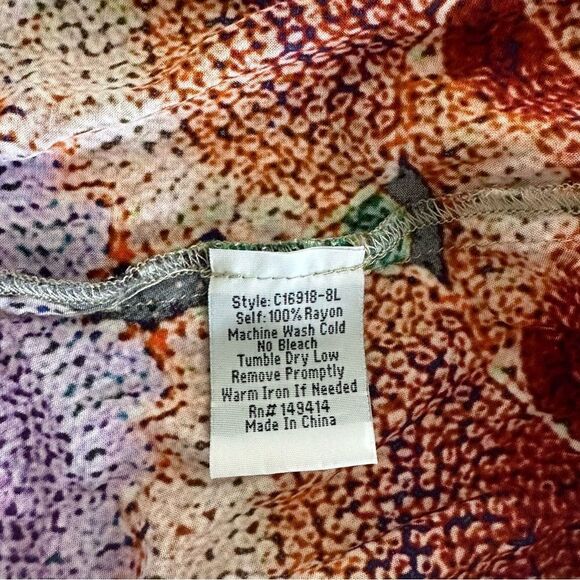 Style: C16918-8L
Self: 100% Rayon
Machine Wash Cold
No Bleach
Tumble Dry Low
Remove Promptly
Warm Iron If Needed
Rn# 149414
Made In China